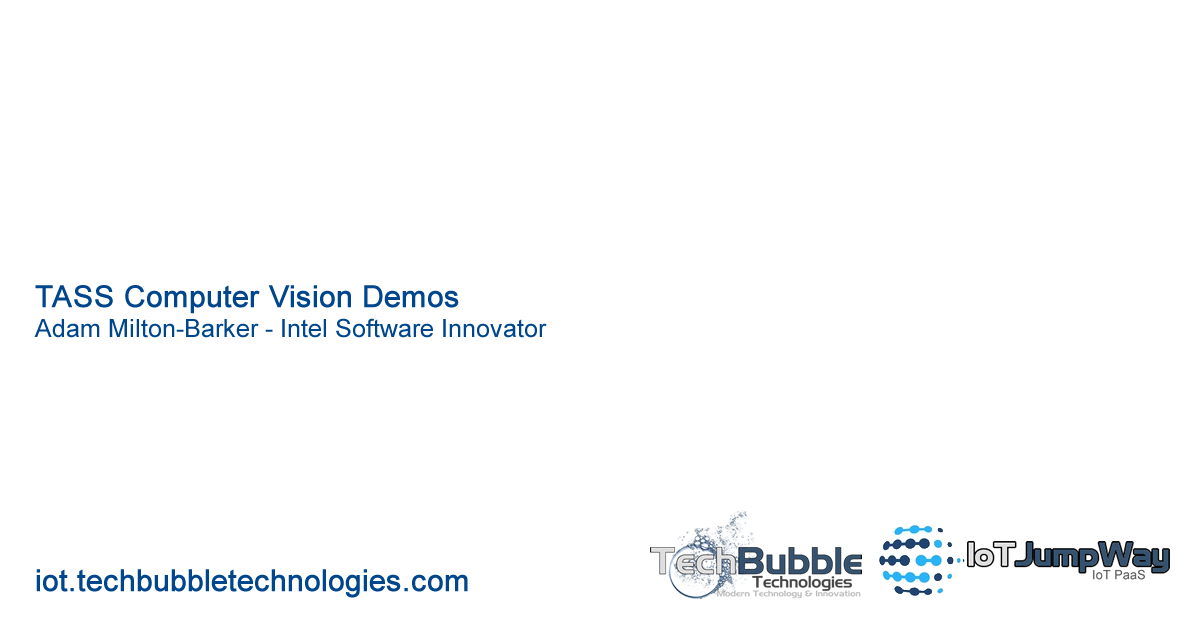 TASS Computer Vision Demos
Adam Milton-Barker - Intel Software Innovator
iot.techbubbletechnologies.com
TechBubble
Technologies
Modern Technology & Innovation
IoT JumpWay
IoT PaaS